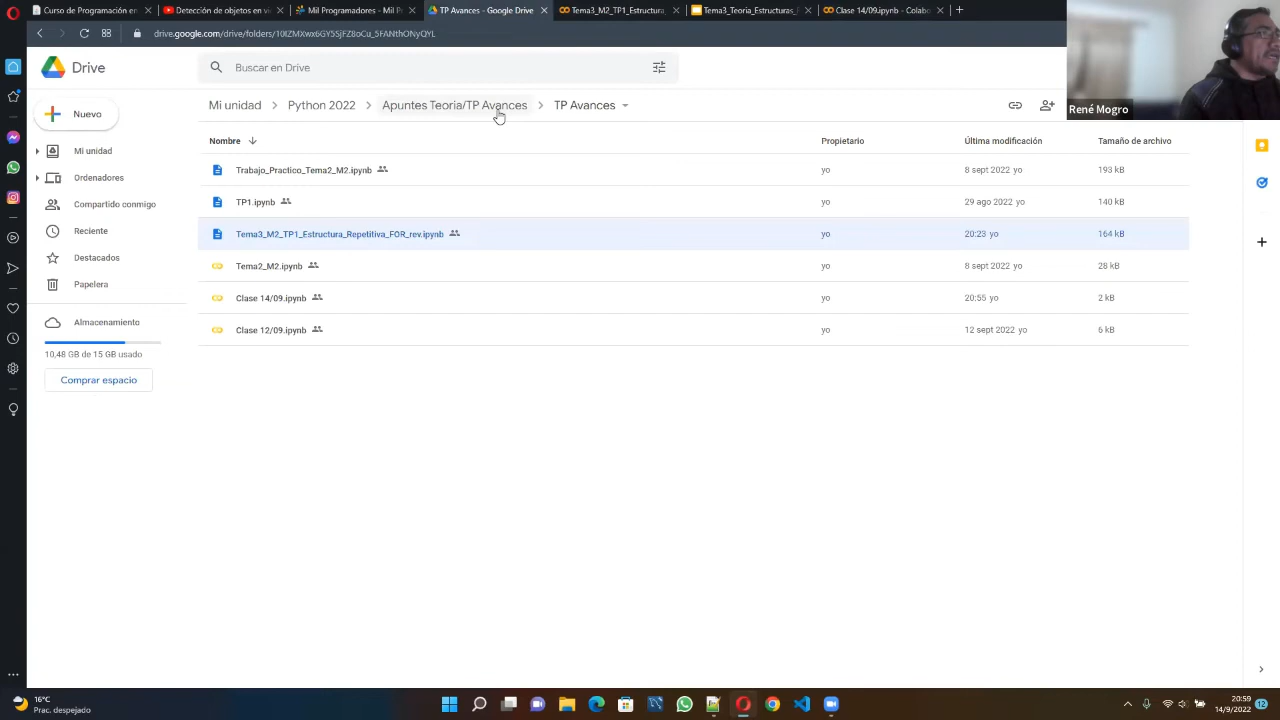 Curso de Programación en
Detección de objetos en vi
Mil Programadores - Mil P
TP Avances - Google Drive
Tema3_M2_TP1_Estructura_
Tema3_Teoria_Estructuras_F
Clase 14/09.ipynb - Colabo
drive.google.com/drive/folders/
Drive
Buscar en Drive
René Mogro
Nuevo
Mi unidad
Python 2022
Apuntes Teoria/TP Avances
TP Avances
Nombre
Propietario
Última modificación
Tamaño de archivo
Mi unidad
Ordenadores
Compartido conmigo
Reciente
Destacados
Papelera
Almacenamiento
10,48 GB de 15 GB usado
Comprar espacio
Trabajo_Practico_Tema2_M2.ipynb yo 8 sept 2022 yo 193 kB
TP1.ipynb yo 29 ago 2022 yo 140 kB
Tema3_M2_TP1_Estructura_Repetitiva_FOR_rev.ipynb yo 20:23 yo 164 kB
Tema2_M2.ipynb yo 8 sept 2022 yo 28 kB
Clase 14/09.ipynb yo 20:55 yo 2 kB
Clase 12/09.ipynb yo 12 sept 2022 yo 6 kB
16°C
Prac. despejado
20:59
14/9/2022
12